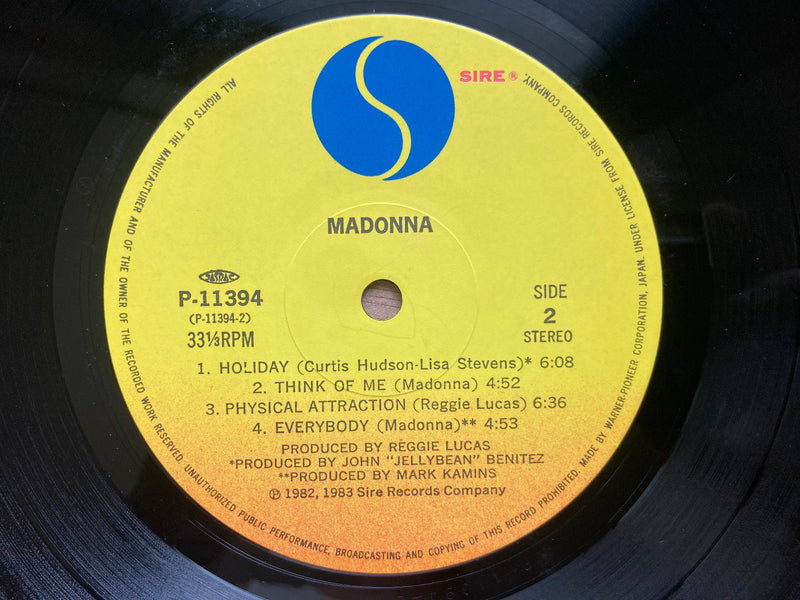 SIRE ®
MADONNA
JASRAC
P-11394
(P-11394-2)
33⅓RPM
SIDE
2
STEREO
1. HOLIDAY (Curtis Hudson-Lisa Stevens)* 6:08
2. THINK OF ME (Madonna) 4:52
3. PHYSICAL ATTRACTION (Reggie Lucas) 6:36
4. EVERYBODY (Madonna)** 4:53
PRODUCED BY REGGIE LUCAS
*PRODUCED BY JOHN "JELLYBEAN" BENITEZ
**PRODUCED BY MARK KAMINS
℗ 1982, 1983 Sire Records Company
ALL RIGHTS OF THE MANUFACTURER AND OF THE OWNER OF THE RECORDED WORK RESERVED. UNAUTHORIZED PUBLIC PERFORMANCE, BROADCASTING AND COPYING OF THIS RECORD PROHIBITED. MADE BY WARNER-PIONEER CORPORATION, JAPAN. UNDER LICENSE FROM SIRE RECORDS COMPANY.